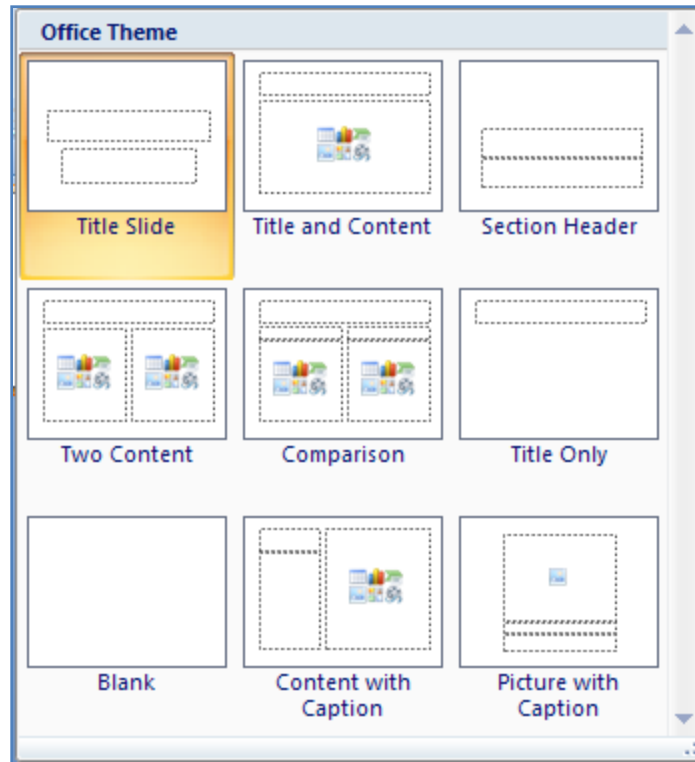 Office Theme
Title Slide
Title and Content
Section Header
Two Content
Comparison
Title Only
Blank
Content with
Caption
Picture with
Caption